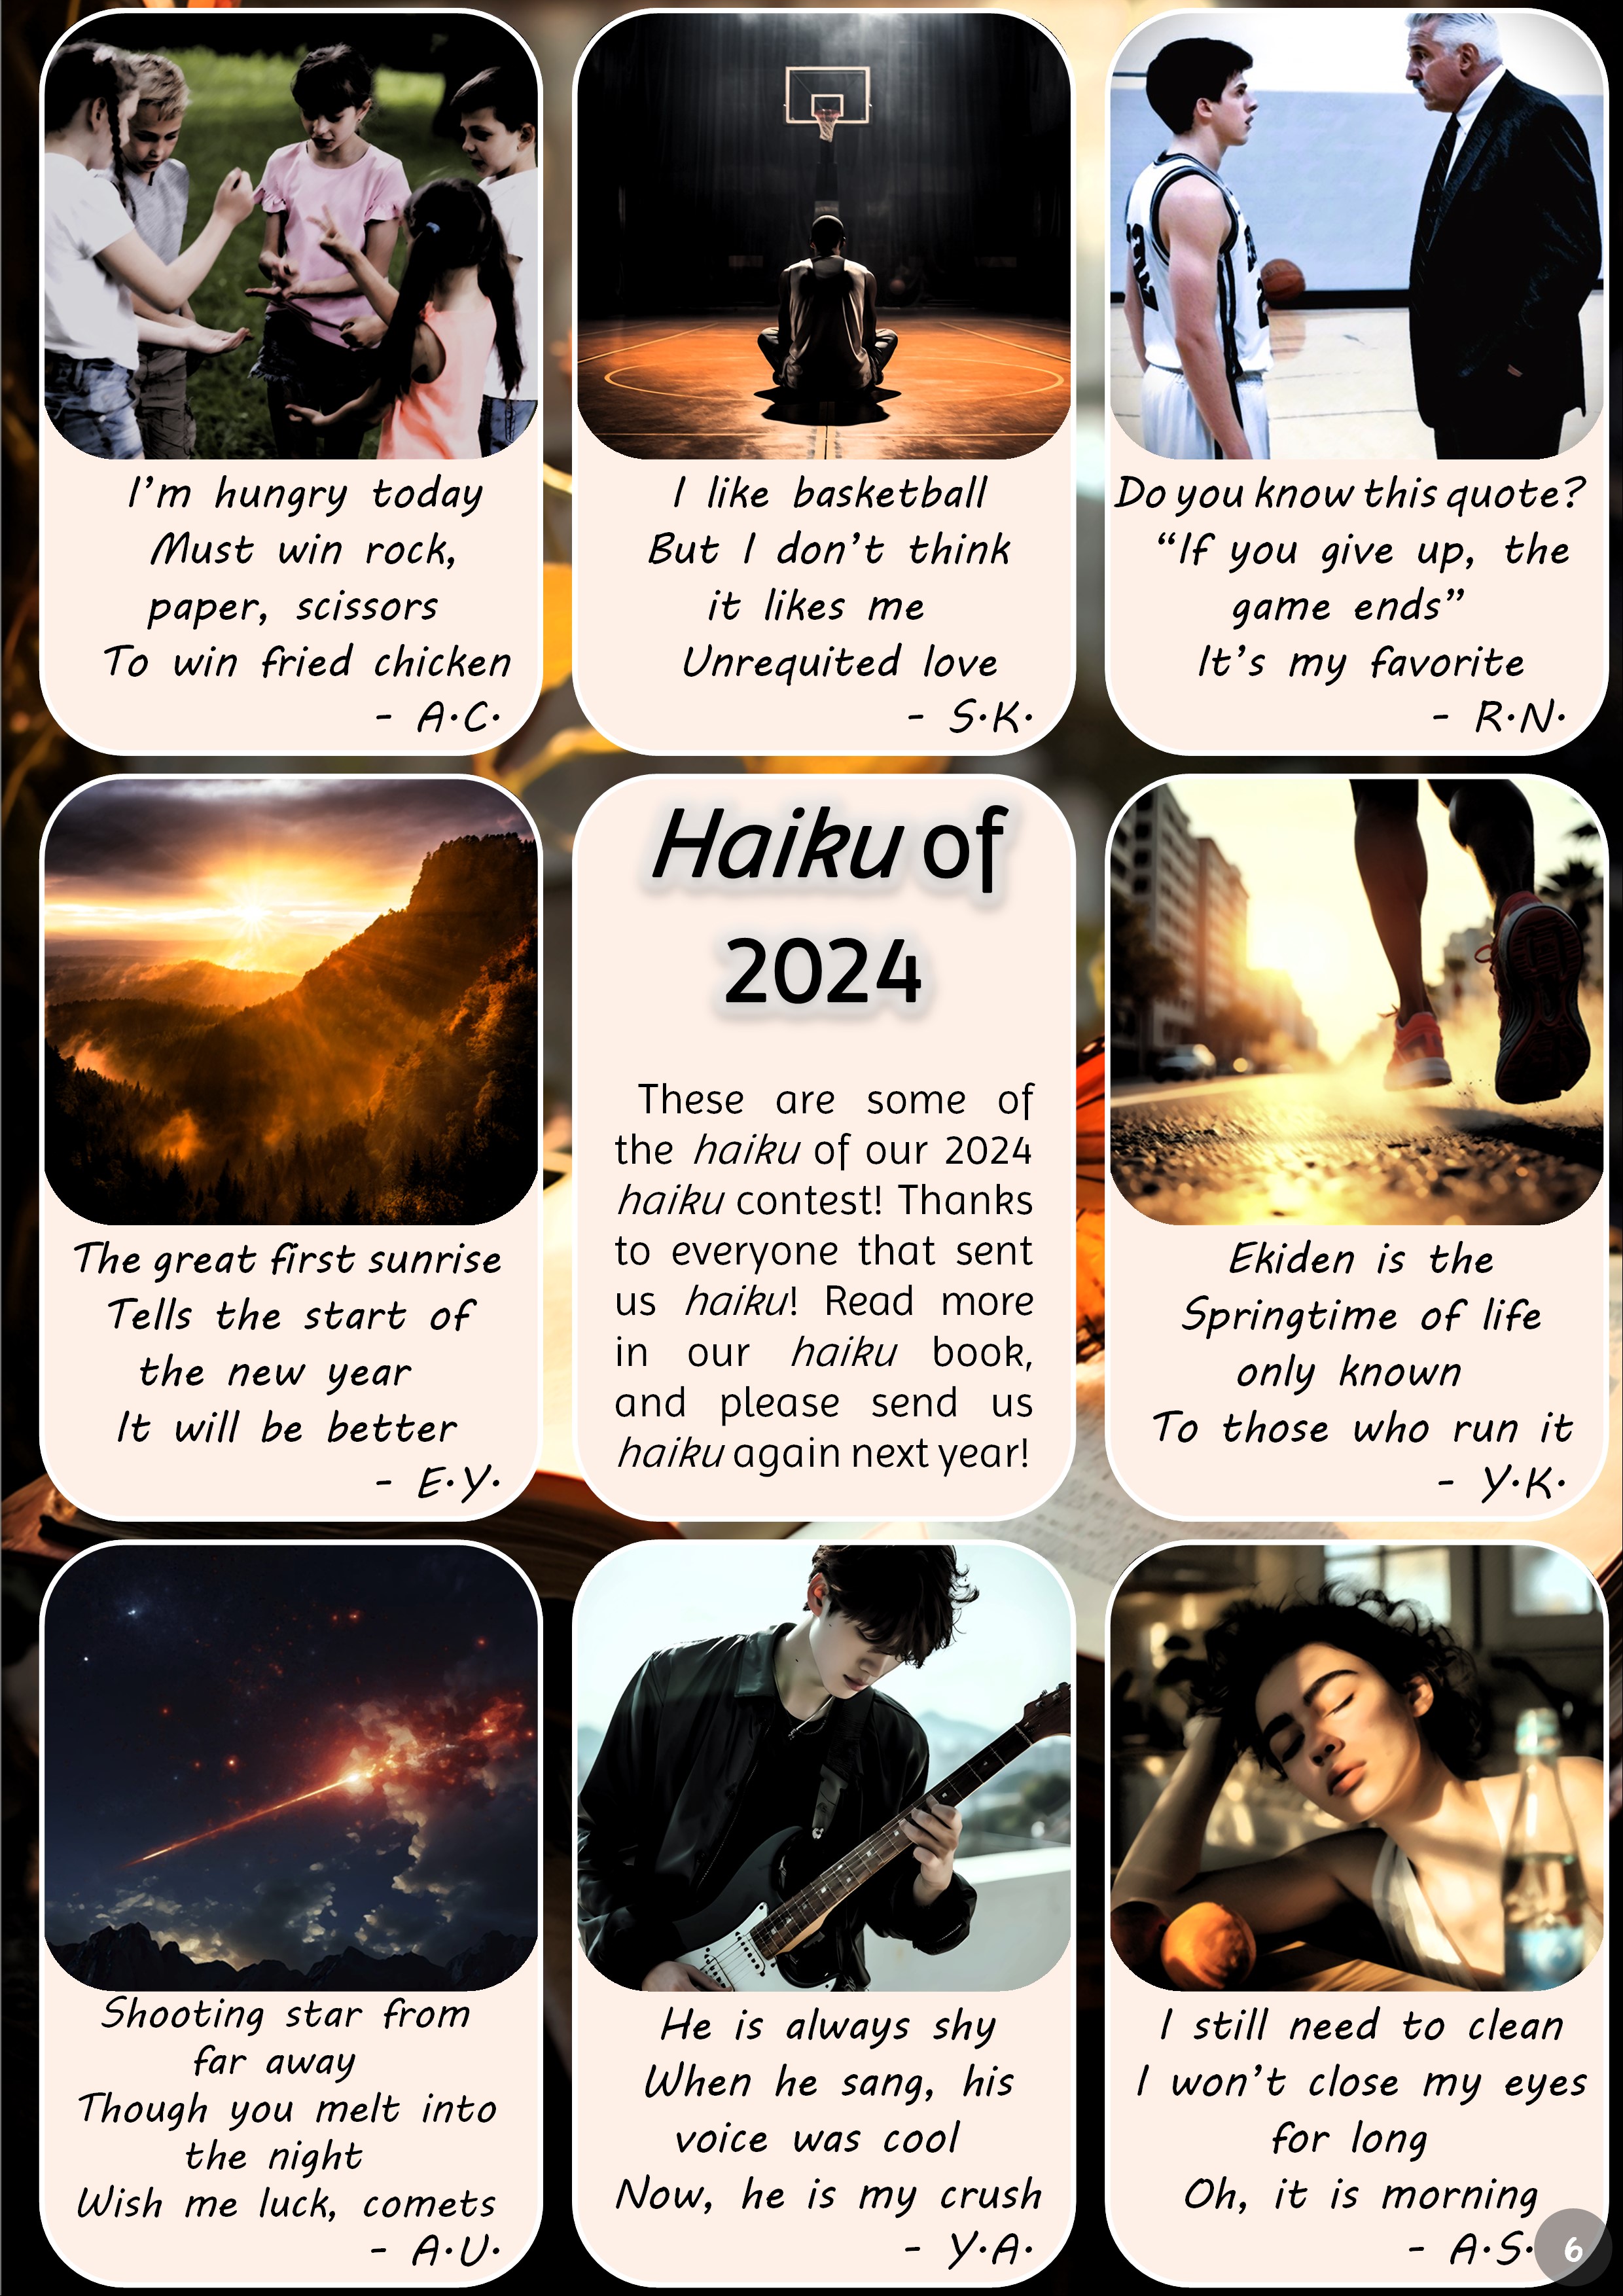 I'm hungry today
Must win rock,
paper, scissors
To win fried chicken
- A.C.
I like basketball
But I don't think
it likes me
Unrequited love
- S.K.
Do you know this quote?
“If you give up, the
game ends”
It's my favorite
- R.N.
The great first sunrise
Tells the start of
the new year
It will be better
- E.Y.
Haiku of
2024
These are some of
the haiku of our 2024
haiku contest! Thanks
to everyone that sent
us haiku! Read more
in our haiku book,
and please send us
haiku again next year!
Ekiden is the
Springtime of life
only known
To those who run it
- Y.K.
Shooting star from
far away
Though you melt into
the night
Wish me luck, comets
- A.U.
He is always shy
When he sang, his
voice was cool
Now, he is my crush
- Y.A.
I still need to clean
I won't close my eyes
for long
Oh, it is morning
- A.S.
6